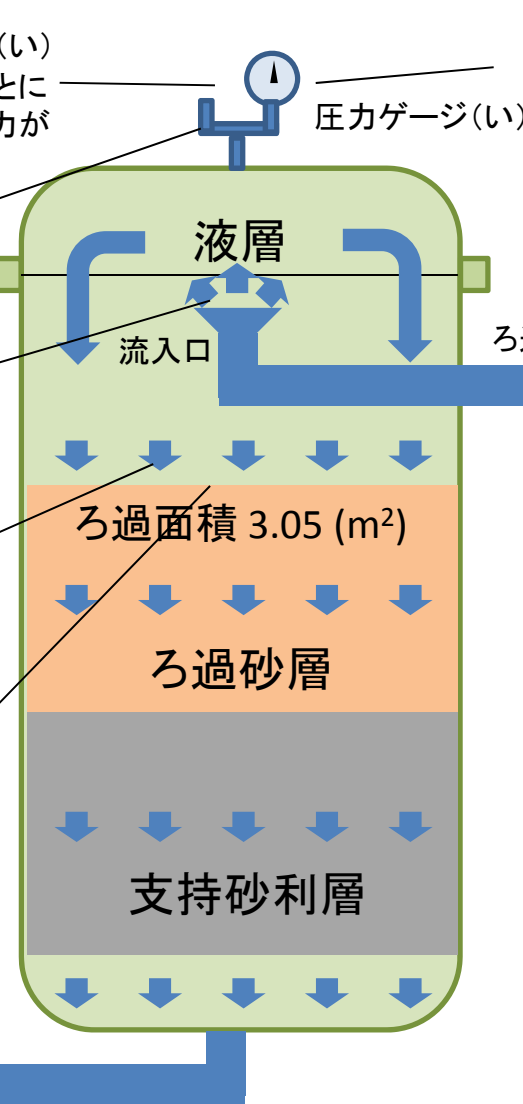 (い)
とに
力が
圧力ゲージ(い)
液層
流入口
ろ過面積 3.05 (m²)
ろ過砂層
支持砂利層